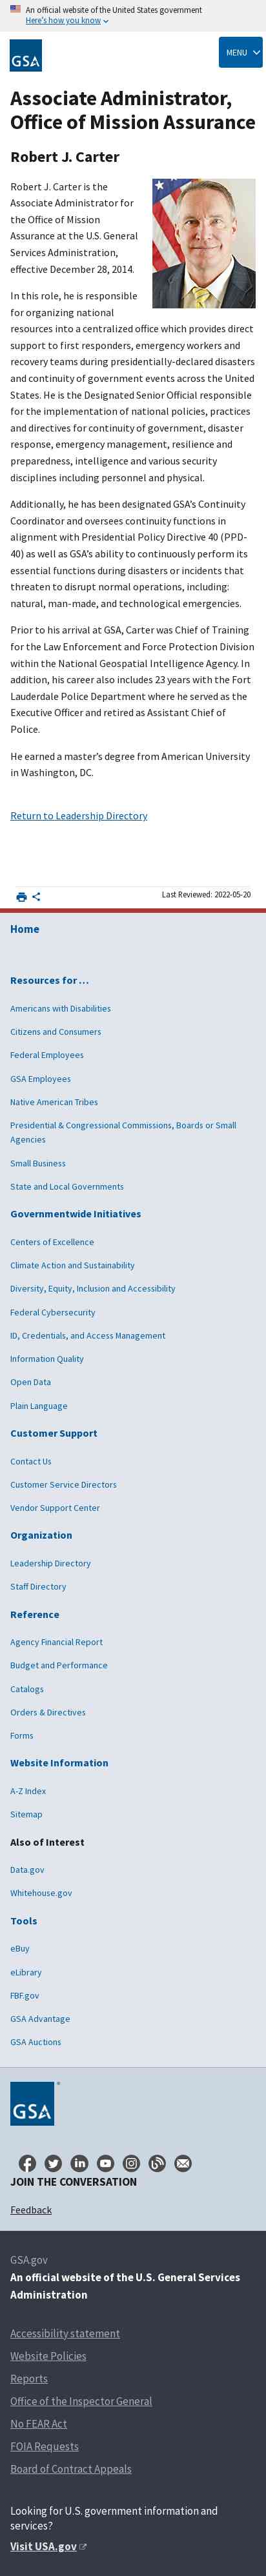 An official website of the United States government
Here's how you know
GSA
MENU
Associate Administrator,
Office of Mission Assurance
Robert J. Carter
Robert J. Carter is the
Associate Administrator for
the Office of Mission
Assurance at the U.S. General
Services Administration,
effective December 28, 2014.
In this role, he is responsible
for organizing national
resources into a centralized office which provides direct
support to first responders, the affected community and
emergency teams during presidentially-declared disasters and
continuity of government events across the United
States. He is the Designated Senior Official responsible
for the implementation of national policies, practices
and directives for continuity of government, disaster
response, emergency management, resilience and
preparedness, intelligence and various security
disciplines including personnel and physical.
Additionally, he has been designated GSA's Continuity
Coordinator and oversees continuity functions in
alignment with Presidential Policy Directive 40 (PPD-
40) as well as GSA's ability to continuously perform its
essential functions during disasters or incidents that
threaten to disrupt normal operations, including:
natural, man-made, and technological emergencies.
Prior to his arrival at GSA, Carter was Chief of Training
for the Law Enforcement and Force Protection Division
within the National Geospatial Intelligence Agency. In
addition, his career also includes 23 years with the Fort
Lauderdale Police Department where he served as the
Executive Officer and retired as Assistant Chief of
Police.
He earned a master's degree from American University
in Washington, DC.
Return to Leadership Directory
Last Reviewed: 2022-05-20
Home
Resources for …
Americans with Disabilities
Citizens and Consumers
Federal Employees
GSA Employees
Native American Tribes
Presidential & Congressional Commissions, Boards or Small
Agencies
Small Business
State and Local Governments
Governmentwide Initiatives
Centers of Excellence
Climate Action and Sustainability
Diversity, Equity, Inclusion and Accessibility
Federal Cybersecurity
ID, Credentials, and Access Management
Information Quality
Open Data
Plain Language
Customer Support
Contact Us
Customer Service Directors
Vendor Support Center
Organization
Leadership Directory
Staff Directory
Reference
Agency Financial Report
Budget and Performance
Catalogs
Orders & Directives
Forms
Website Information
A-Z Index
Sitemap
Also of Interest
Data.gov
Whitehouse.gov
Tools
eBuy
eLibrary
FBF.gov
GSA Advantage
GSA Auctions
GSA
JOIN THE CONVERSATION
Feedback
GSA.gov
An official website of the U.S. General Services
Administration
Accessibility statement
Website Policies
Reports
Office of the Inspector General
No FEAR Act
FOIA Requests
Board of Contract Appeals
Looking for U.S. government information and
services?
Visit USA.gov